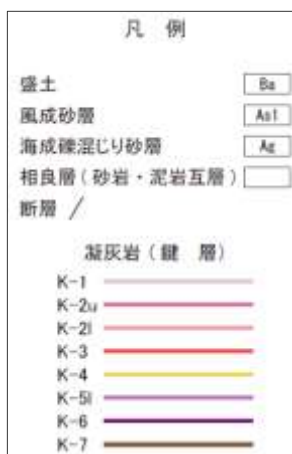 凡 例
盛土 Ba
風成砂層 As1
海成礫混じり砂層 Ag
相良層(砂岩・泥岩互層)
断層
凝灰岩(鍵 層)
K-1
K-2u
K-2l
K-3
K-4
K-5l
K-6
K-7